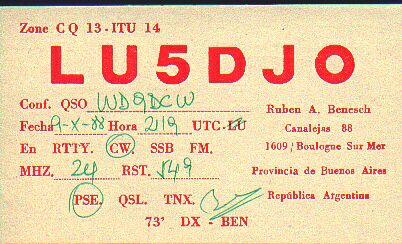 Zone CQ 13-ITU 14
LU5DJO
Conf. QSO WD9DCW
Fecha 9-X-88 Hora 219 UTC-LU
En RTTY. CW. SSB FM.
MHZ. 24 RST. 549
PSE. QSL. TNX.
73' DX - BEN
Ruben A. Benesch
Canalejas 88
1609 Boulogne Sur Mer
Provincia de Buenos Aires
República Argentina